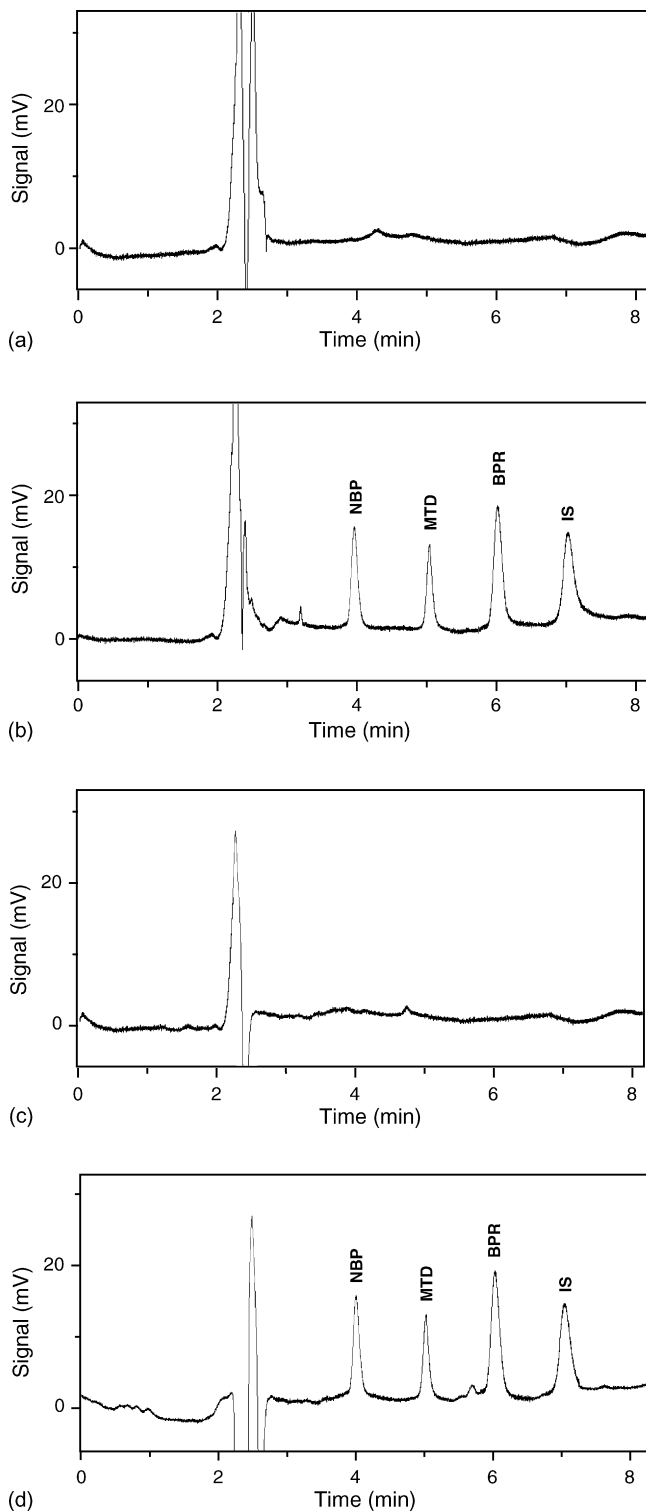 Signal (mV)
20
0
0 2 4 6 8
Time (min)
(a)
Signal (mV)
20
0
NBP MTD BPR IS
0 2 4 6 8
Time (min)
(b)
Signal (mV)
20
0
0 2 4 6 8
Time (min)
(c)
Signal (mV)
20
0
NBP MTD BPR IS
0 2 4 6 8
Time (min)
(d)